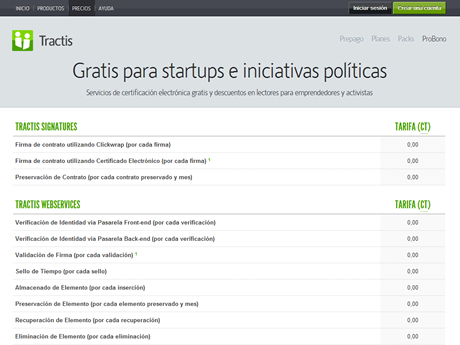 INICIO PRODUCTOS PRECIOS AYUDA Iniciar sesión Crear una cuenta
Tractis Prepago Planes Packs ProBono
Gratis para startups e iniciativas políticas
Servicios de certificación electrónica gratis y descuentos en lectores para emprendedores y activistas
TRACTIS SIGNATURES TARIFA (CT)
Firma de contrato utilizando Clickwrap (por cada firma) 0,00
Firma de contrato utilizando Certificado Electrónico (por cada firma) 1 0,00
Preservación de Contrato (por cada contrato preservado y mes) 0,00
TRACTIS WEBSERVICES TARIFA (CT)
Verificación de Identidad via Pasarela Front-end (por cada verificación) 0,00
Verificación de Identidad via Pasarela Back-end (por cada verificación) 0,00
Validación de Firma (por cada validación) 1 0,00
Sello de Tiempo (por cada sello) 0,00
Almacenado de Elemento (por cada inserción) 0,00
Preservación de Elemento (por cada elemento preservado y mes) 0,00
Recuperación de Elemento (por cada recuperación) 0,00
Eliminación de Elemento (por cada eliminación) 0,00